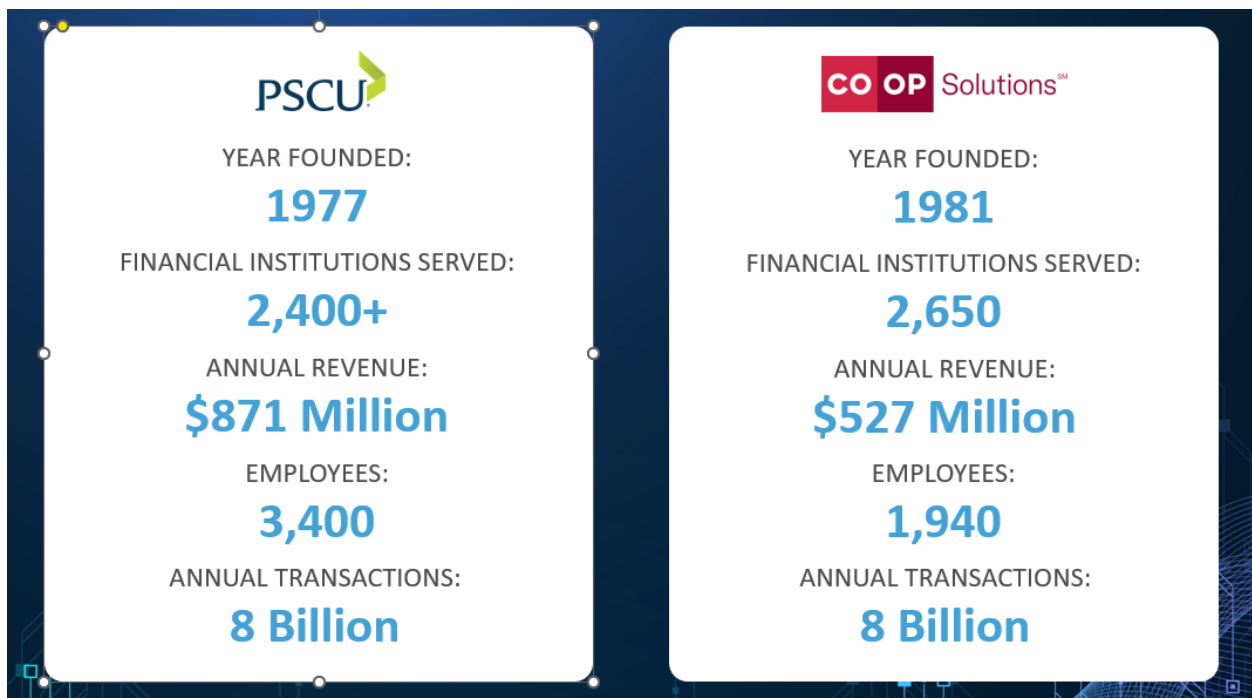 PSCU
YEAR FOUNDED:
1977
FINANCIAL INSTITUTIONS SERVED:
2,400+
ANNUAL REVENUE:
$871 Million
EMPLOYEES:
3,400
ANNUAL TRANSACTIONS:
8 Billion
CO OP Solutions℠
YEAR FOUNDED:
1981
FINANCIAL INSTITUTIONS SERVED:
2,650
ANNUAL REVENUE:
$527 Million
EMPLOYEES:
1,940
ANNUAL TRANSACTIONS:
8 Billion